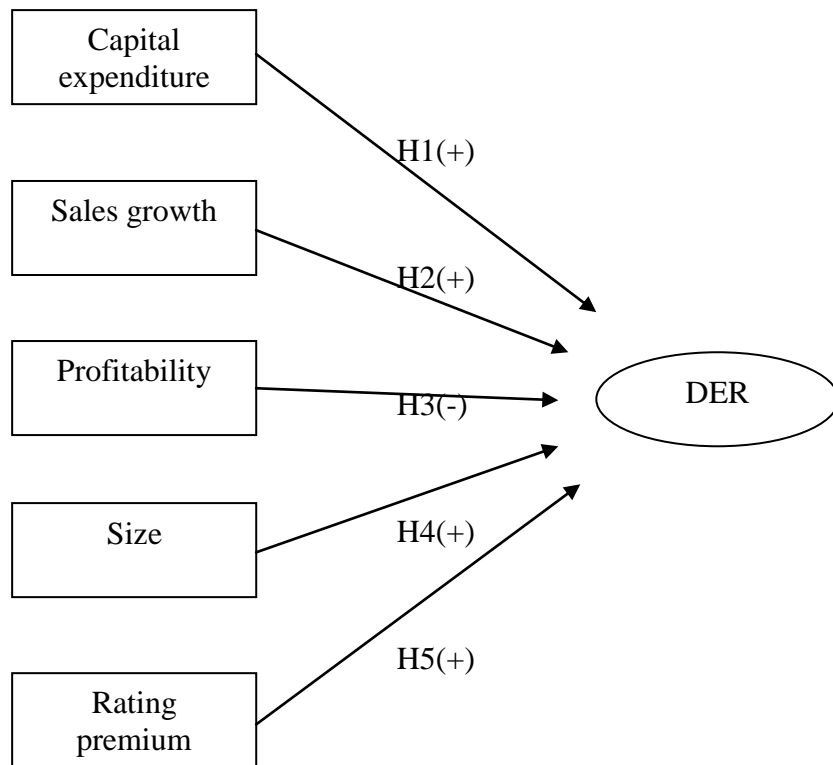 Capital
expenditure
H1(+)
Sales growth
H2(+)
Profitability
H3(-)
DER
Size
H4(+)
H5(+)
Rating
premium